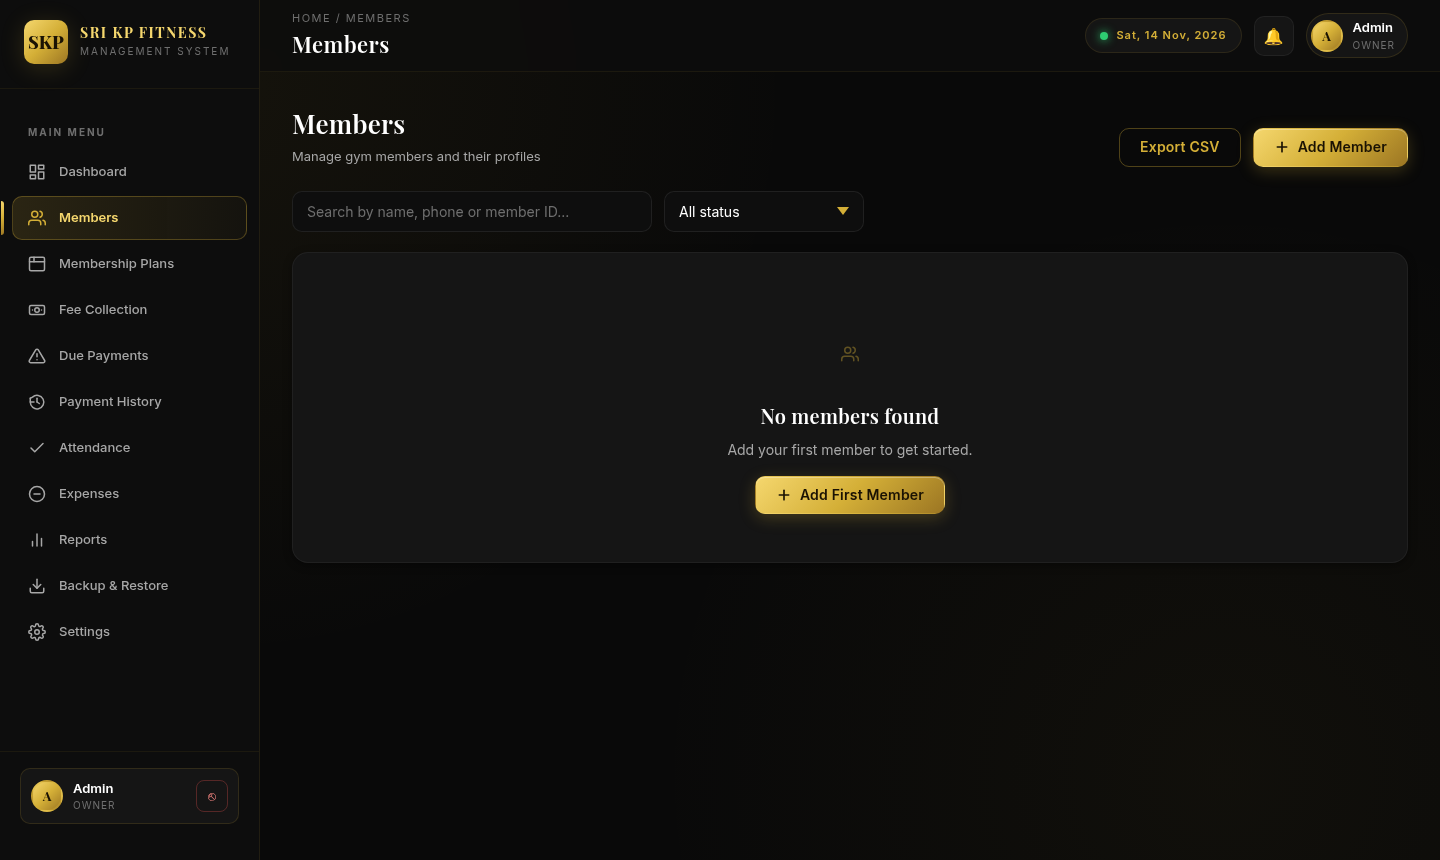 SKP
SRI KP FITNESS
MANAGEMENT SYSTEM
MAIN MENU
Dashboard
Members
Membership Plans
Fee Collection
Due Payments
Payment History
Attendance
Expenses
Reports
Backup & Restore
Settings
A
Admin
OWNER
HOME / MEMBERS
Members
Sat, 14 Nov, 2026
A
Admin
OWNER
Members
Manage gym members and their profiles
Export CSV
Add Member
Search by name, phone or member ID...
All status
No members found
Add your first member to get started.
Add First Member